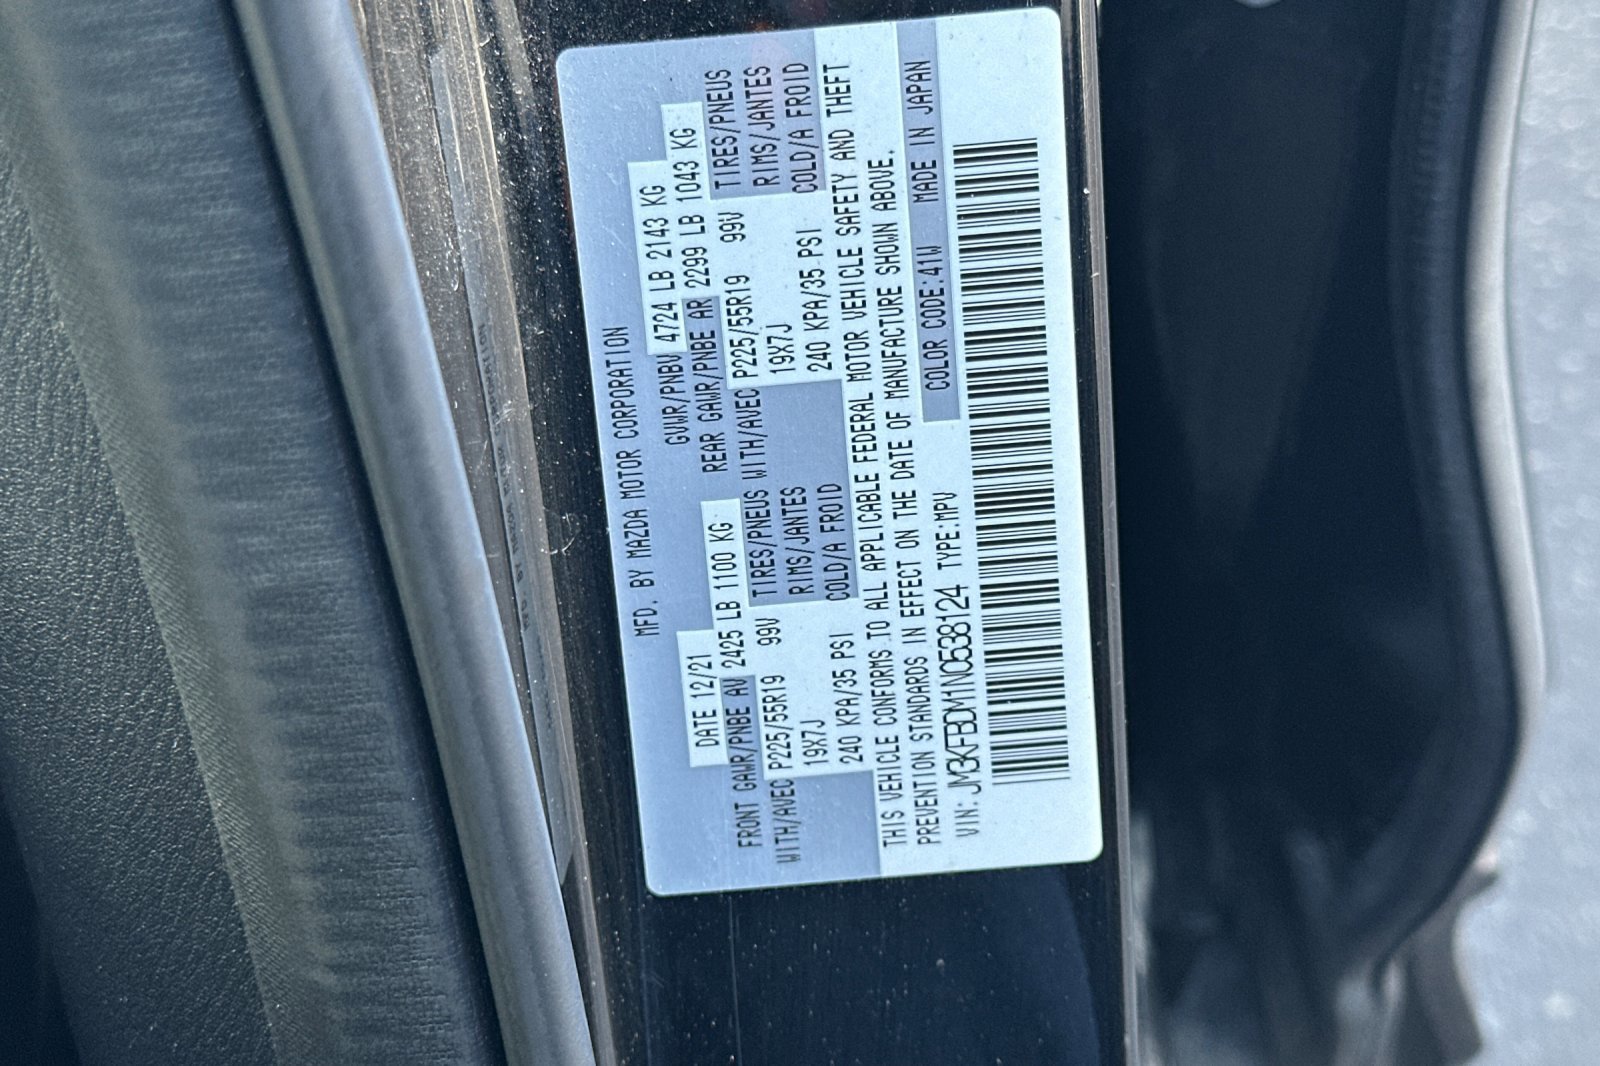 MFD. BY MAZDA MOTOR CORPORATION
DATE 12/21 GVWR/PNBV 4724 LB 2143 KG
FRONT GAWR/PNBE AV 2425 LB 1100 KG REAR GAWR/PNBE AR 2299 LB 1043 KG
WITH/AVEC P225/55R19 99V TIRES/PNEUS WITH/AVEC P225/55R19 99V TIRES/PNEUS
19X7J RIMS/JANTES 19X7J RIMS/JANTES
240 KPA/35 PSI COLD/A FROID 240 KPA/35 PSI COLD/A FROID
THIS VEHICLE CONFORMS TO ALL APPLICABLE FEDERAL MOTOR VEHICLE SAFETY AND THEFT
PREVENTION STANDARDS IN EFFECT ON THE DATE OF MANUFACTURE SHOWN ABOVE.
VIN: JM3KFBDM1N0538124 TYPE:MPV COLOR CODE:41W MADE IN JAPAN